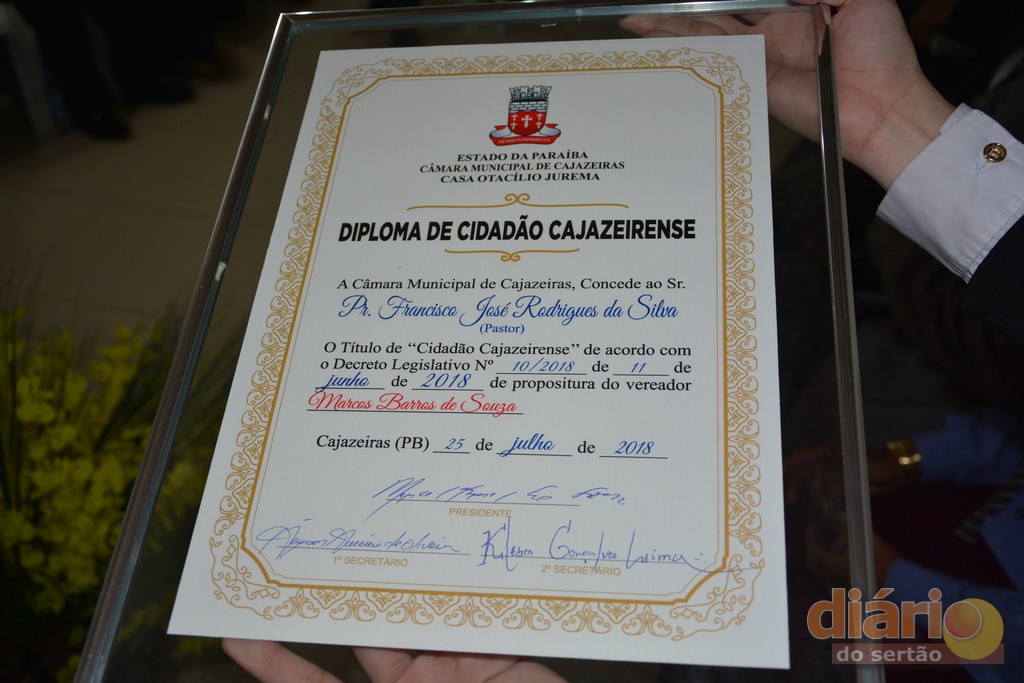 ESTADO DA PARAÍBA
CÂMARA MUNICIPAL DE CAJAZEIRAS
CASA OTACÍLIO JUREMA
DIPLOMA DE CIDADÃO CAJAZEIRENSE
A Câmara Municipal de Cajazeiras, Concede ao Sr.
Pr. Francisco José Rodrigues da Silva
(Pastor)
O Título de “Cidadão Cajazeirense” de acordo com
o Decreto Legislativo Nº 10/2018 de 11 de
junho de 2018 de propositura do vereador
Marcos Barros de Souza
Cajazeiras (PB) 25 de julho de 2018
PRESIDENTE
Kleber Gonçalves Lima
1º SECRETÁRIO
2º SECRETÁRIO
diário
do sertão